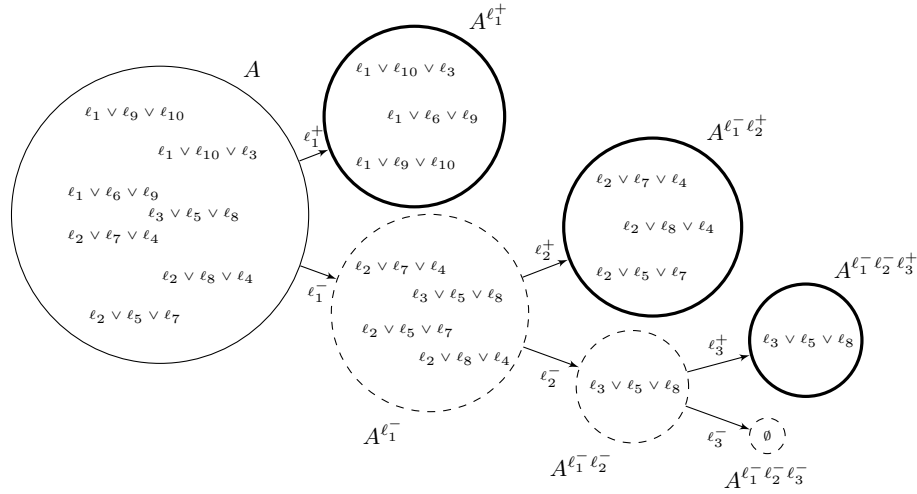 A
ℓ₁ ∨ ℓ₉ ∨ ℓ₁₀
ℓ₁ ∨ ℓ₁₀ ∨ ℓ₃
ℓ₁ ∨ ℓ₆ ∨ ℓ₉
ℓ₃ ∨ ℓ₅ ∨ ℓ₈
ℓ₂ ∨ ℓ₇ ∨ ℓ₄
ℓ₂ ∨ ℓ₈ ∨ ℓ₄
ℓ₂ ∨ ℓ₅ ∨ ℓ₇
ℓ₁⁺
ℓ₁⁻
A^{ℓ₁⁺}
ℓ₁ ∨ ℓ₁₀ ∨ ℓ₃
ℓ₁ ∨ ℓ₆ ∨ ℓ₉
ℓ₁ ∨ ℓ₉ ∨ ℓ₁₀
ℓ₂ ∨ ℓ₇ ∨ ℓ₄
ℓ₃ ∨ ℓ₅ ∨ ℓ₈
ℓ₂ ∨ ℓ₅ ∨ ℓ₇
ℓ₂ ∨ ℓ₈ ∨ ℓ₄
A^{ℓ₁⁻}
ℓ₂⁺
ℓ₂⁻
A^{ℓ₁⁻ ℓ₂⁺}
ℓ₂ ∨ ℓ₇ ∨ ℓ₄
ℓ₂ ∨ ℓ₈ ∨ ℓ₄
ℓ₂ ∨ ℓ₅ ∨ ℓ₇
ℓ₃ ∨ ℓ₅ ∨ ℓ₈
A^{ℓ₁⁻ ℓ₂⁻}
ℓ₃⁺
ℓ₃⁻
A^{ℓ₁⁻ ℓ₂⁻ ℓ₃⁺}
ℓ₃ ∨ ℓ₅ ∨ ℓ₈
∅
A^{ℓ₁⁻ ℓ₂⁻ ℓ₃⁻}